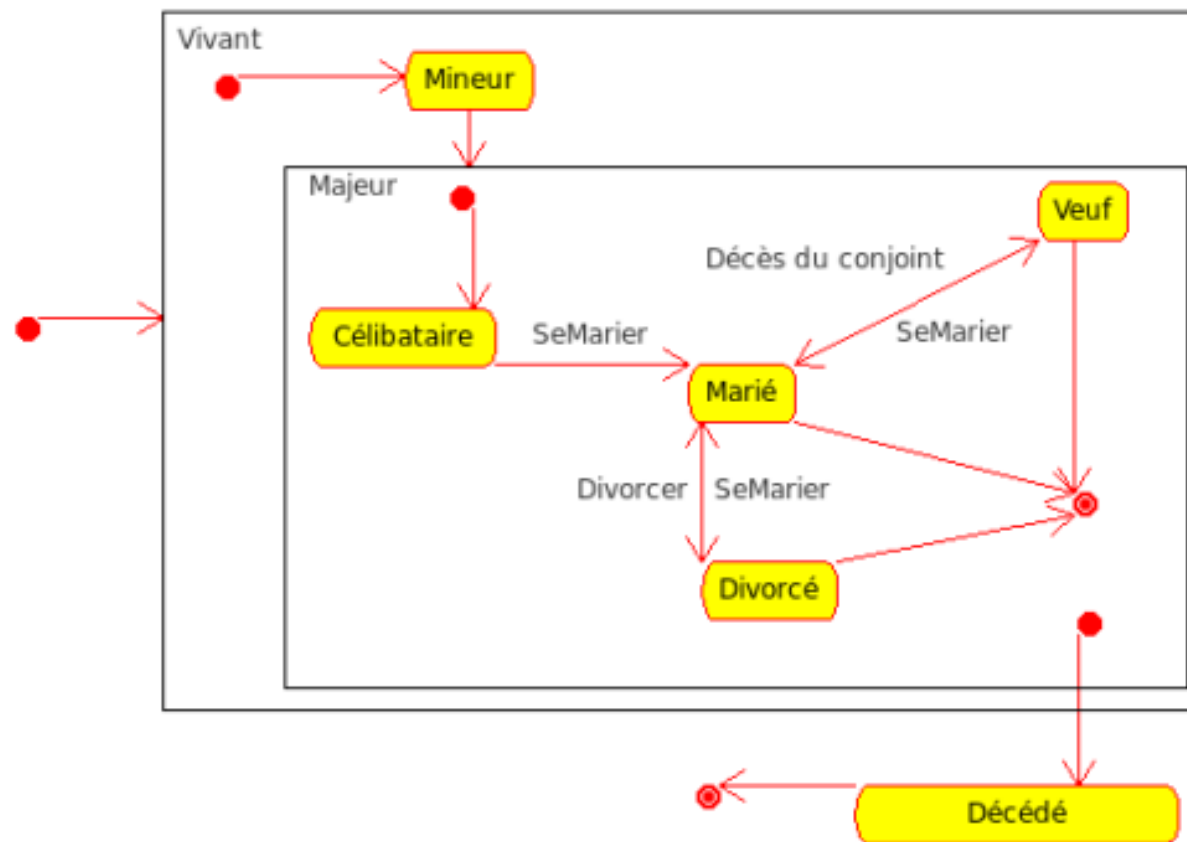 Vivant
Mineur
Majeur
Veuf
Décès du conjoint
Célibataire
SeMarier
SeMarier
Marié
Divorcer
SeMarier
Divorcé
Décédé